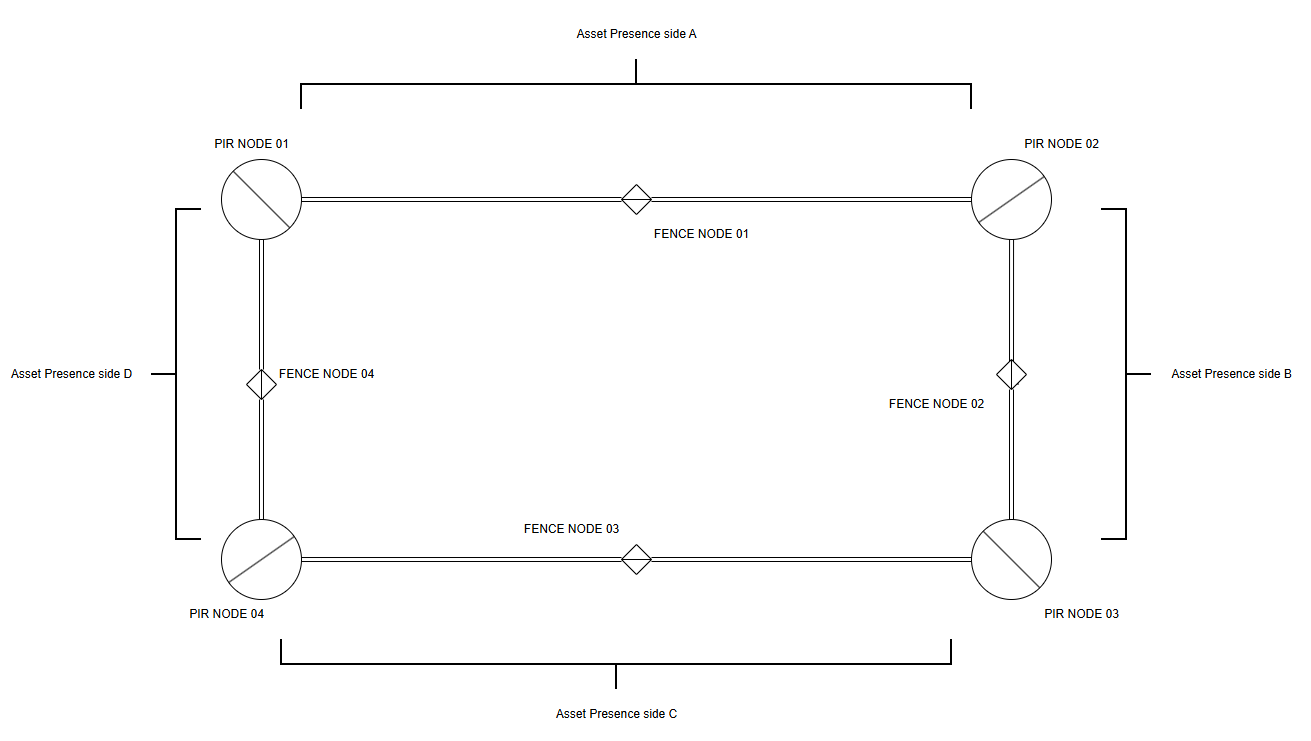 Asset Presence side A
PIR NODE 01
PIR NODE 02
FENCE NODE 01
Asset Presence side D
FENCE NODE 04
FENCE NODE 02
Asset Presence side B
FENCE NODE 03
PIR NODE 04
PIR NODE 03
Asset Presence side C